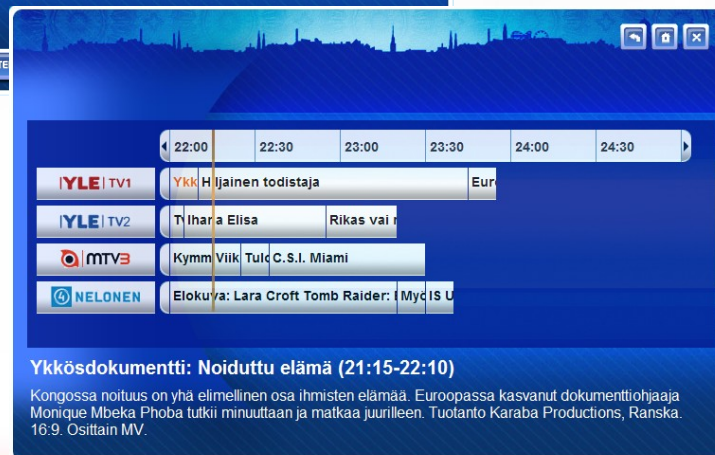 TE
22:00 22:30 23:00 23:30 24:00 24:30
YLE TV1 Ykk Hiljainen todistaja Eur
YLE TV2 Ihana Elisa Rikas vai
MTV3 Kymm Viik Tulo C.S.I. Miami
4 NELONEN Elokuva: Lara Croft Tomb Raider: Myö IS U
Ykkösdokumentti: Noiduttu elämä (21:15-22:10)
Kongossa noituus on yhä elimellinen osa ihmisten elämää. Euroopassa kasvanut dokumenttiohjaaja
Monique Mbeka Phoba tutkii minuuttaan ja matkaa juurilleen. Tuotanto Karaba Productions, Ranska.
16:9. Osittain MV.